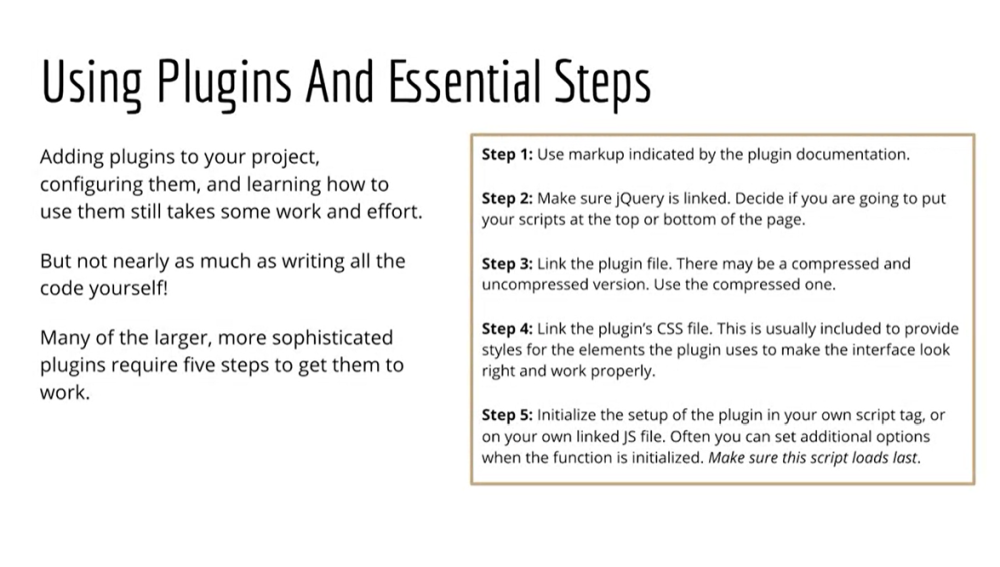 Using Plugins And Essential Steps
Adding plugins to your project,
configuring them, and learning how to
use them still takes some work and effort.
But not nearly as much as writing all the
code yourself!
Many of the larger, more sophisticated
plugins require five steps to get them to
work.
Step 1: Use markup indicated by the plugin documentation.
Step 2: Make sure jQuery is linked. Decide if you are going to put
your scripts at the top or bottom of the page.
Step 3: Link the plugin file. There may be a compressed and
uncompressed version. Use the compressed one.
Step 4: Link the plugin’s CSS file. This is usually included to provide
styles for the elements the plugin uses to make the interface look
right and work properly.
Step 5: Initialize the setup of the plugin in your own script tag, or
on your own linked JS file. Often you can set additional options
when the function is initialized. Make sure this script loads last.